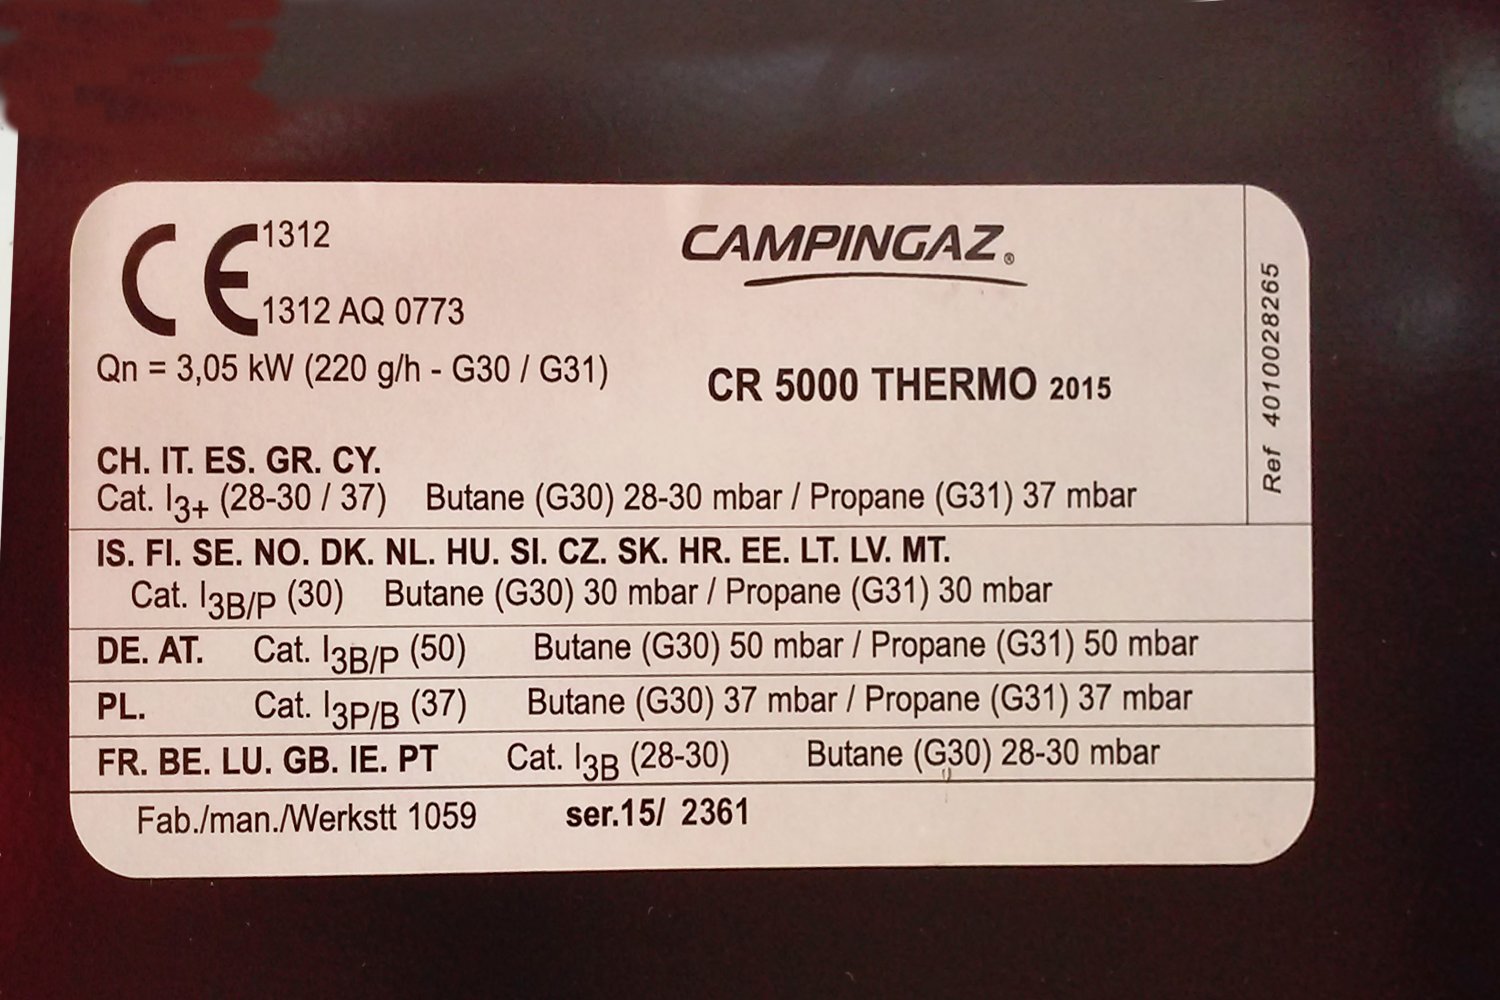 CE 1312
1312 AQ 0773
Qn = 3,05 kW (220 g/h - G30 / G31)
CAMPINGAZ®
CR 5000 THERMO 2015
Ref 4010028265
CH. IT. ES. GR. CY.
Cat. I3+ (28-30 / 37) Butane (G30) 28-30 mbar / Propane (G31) 37 mbar
IS. FI. SE. NO. DK. NL. HU. SI. CZ. SK. HR. EE. LT. LV. MT.
Cat. I3B/P (30) Butane (G30) 30 mbar / Propane (G31) 30 mbar
DE. AT. Cat. I3B/P (50) Butane (G30) 50 mbar / Propane (G31) 50 mbar
PL. Cat. I3P/B (37) Butane (G30) 37 mbar / Propane (G31) 37 mbar
FR. BE. LU. GB. IE. PT Cat. I3B (28-30) Butane (G30) 28-30 mbar
Fab./man./Werkstt 1059 ser.15/ 2361